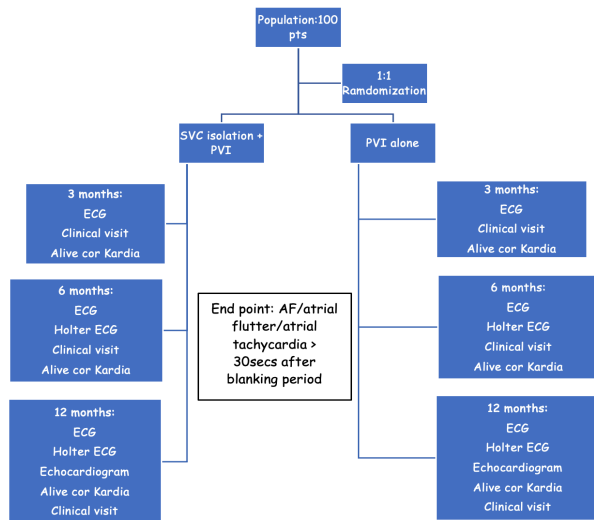 Population:100
pts
1:1
Ramdomization
SVC isolation +
PVI
PVI alone
3 months:
ECG
Clinical visit
Alive cor Kardia
3 months:
ECG
Clinical visit
Alive cor Kardia
6 months:
ECG
Holter ECG
Clinical visit
Alive cor Kardia
End point: AF/atrial
flutter/atrial
tachycardia >
30secs after
blanking period
6 months:
ECG
Holter ECG
Clinical visit
Alive cor Kardia
12 months:
ECG
Holter ECG
Echocardiogram
Alive cor Kardia
Clinical visit
12 months:
ECG
Holter ECG
Echocardiogram
Alive cor Kardia
Clinical visit